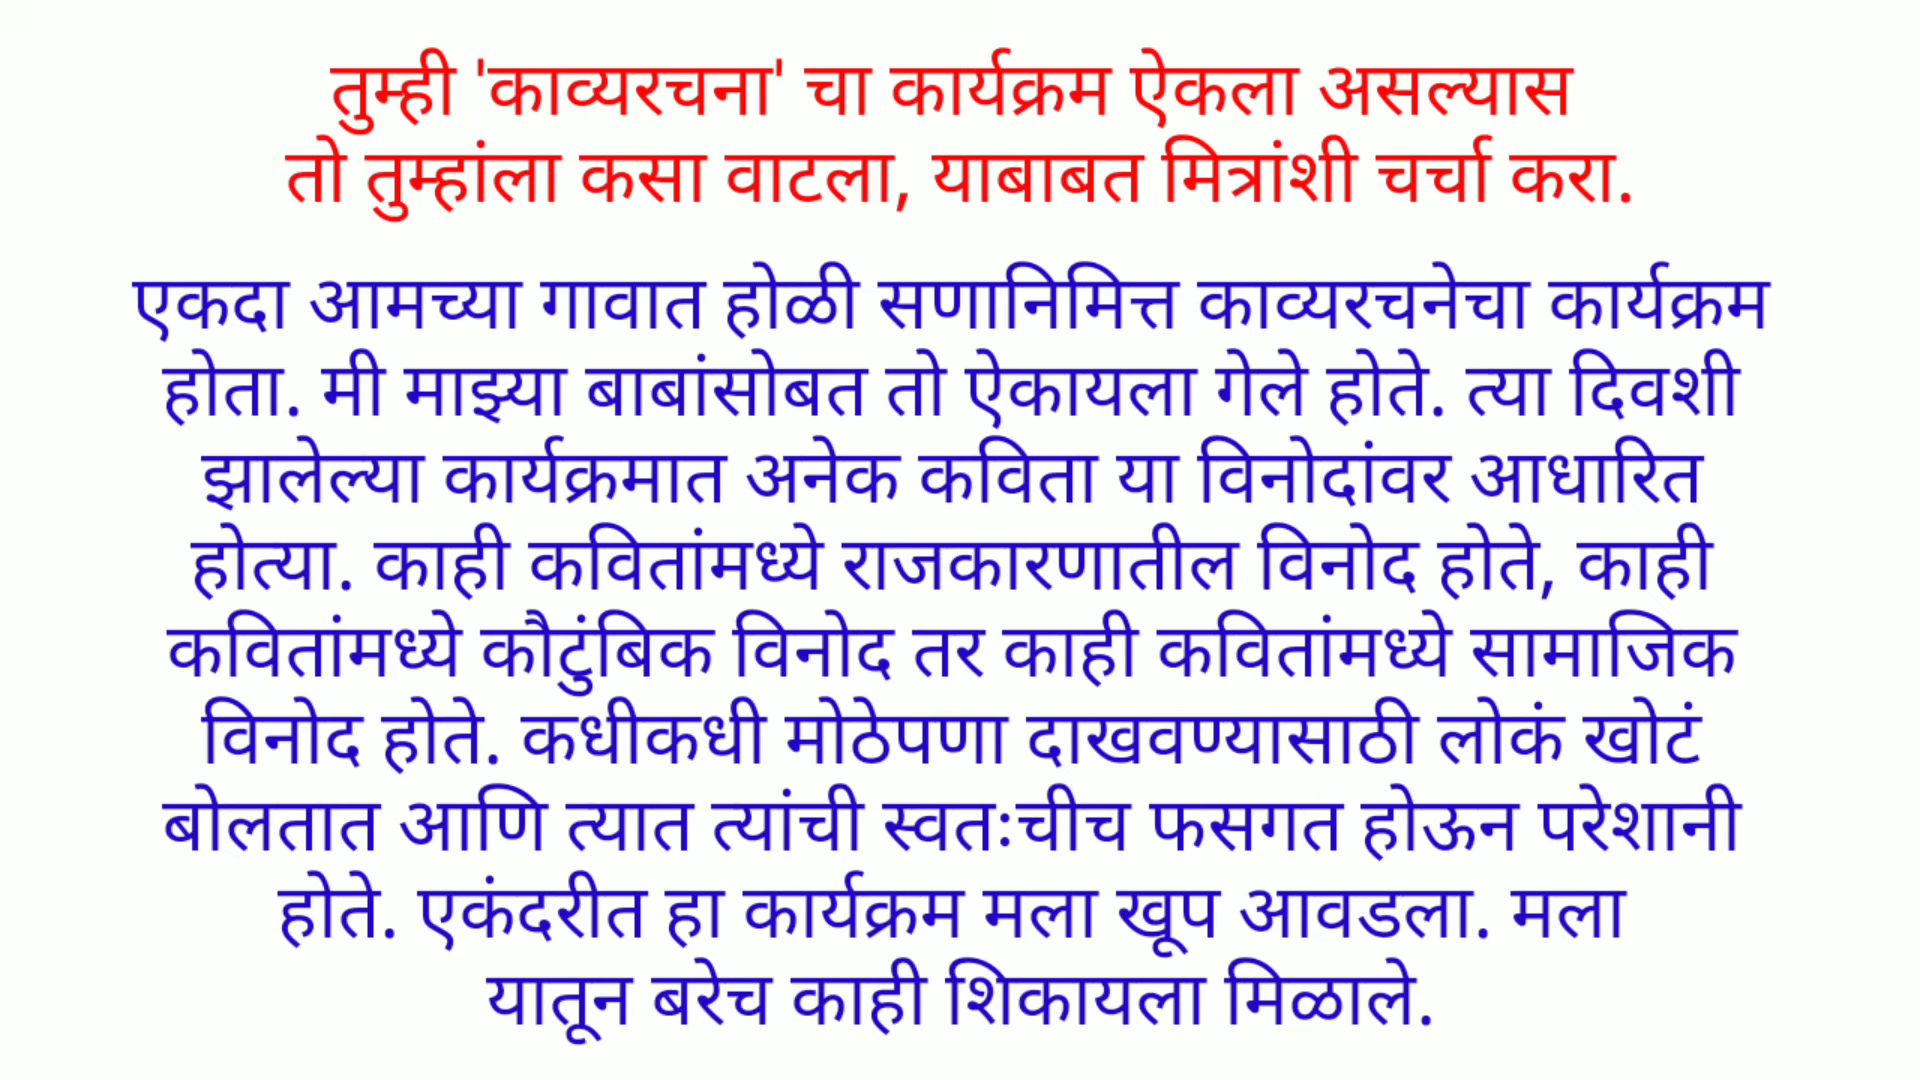 तुम्ही 'काव्यरचना' चा कार्यक्रम ऐकला असल्यास
तो तुम्हांला कसा वाटला, याबाबत मित्रांशी चर्चा करा.
एकदा आमच्या गावात होळी सणानिमित्त काव्यरचनेचा कार्यक्रम
होता. मी माझ्या बाबांसोबत तो ऐकायला गेले होते. त्या दिवशी
झालेल्या कार्यक्रमात अनेक कविता या विनोदांवर आधारित
होत्या. काही कवितांमध्ये राजकारणातील विनोद होते, काही
कवितांमध्ये कौटुंबिक विनोद तर काही कवितांमध्ये सामाजिक
विनोद होते. कधीकधी मोठेपणा दाखवण्यासाठी लोकं खोटं
बोलतात आणि त्यात त्यांची स्वतःचीच फसगत होऊन परेशानी
होते. एकंदरीत हा कार्यक्रम मला खूप आवडला. मला
यातून बरेच काही शिकायला मिळाले.